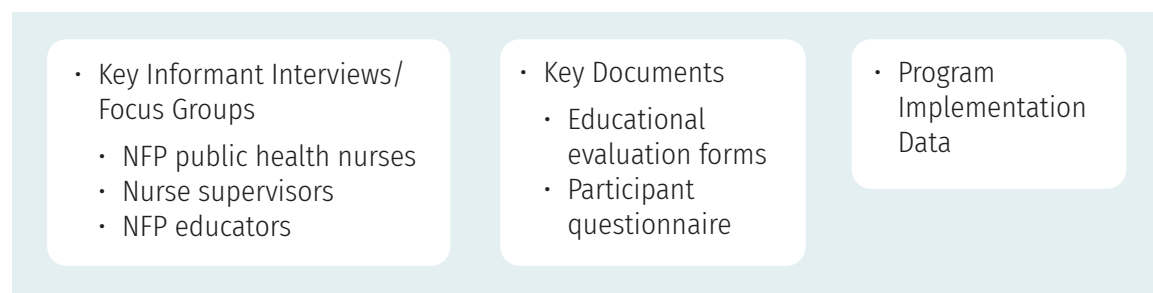 · Key Informant Interviews/
Focus Groups
· NFP public health nurses
· Nurse supervisors
· NFP educators
· Key Documents
· Educational
evaluation forms
· Participant
questionnaire
· Program
Implementation
Data